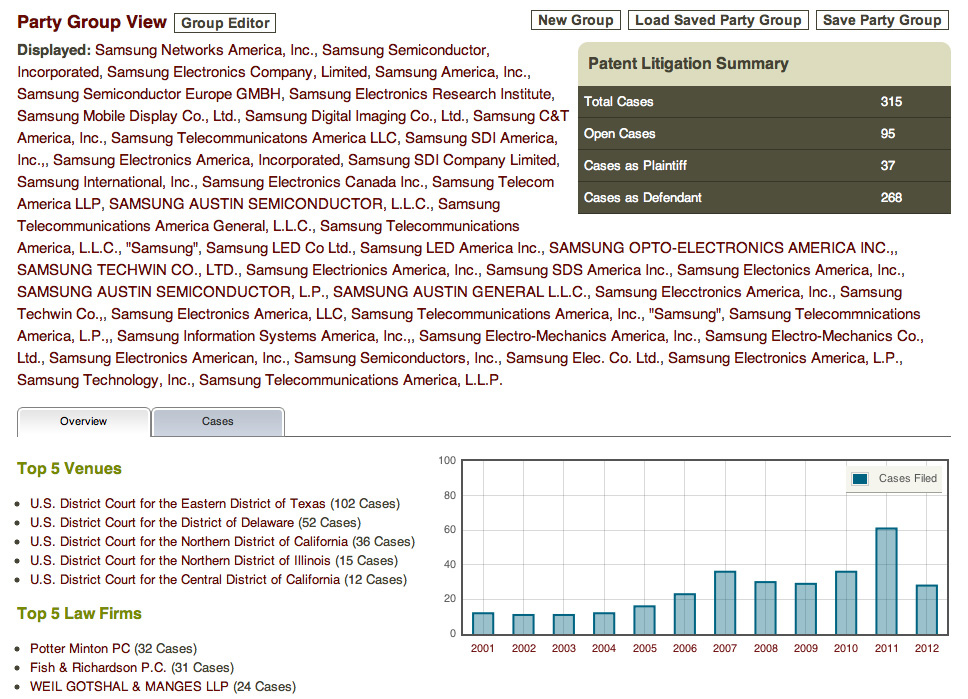 Party Group View
Group Editor
New Group
Load Saved Party Group
Save Party Group
Displayed: Samsung Networks America, Inc., Samsung Semiconductor,
Incorporated, Samsung Electronics Company, Limited, Samsung America, Inc.,
Samsung Semiconductor Europe GMBH, Samsung Electronics Research Institute,
Samsung Mobile Display Co., Ltd., Samsung Digital Imaging Co., Ltd., Samsung C&T
America, Inc., Samsung Telecommunicatons America LLC, Samsung SDI America,
Inc.,, Samsung Electronics America, Incorporated, Samsung SDI Company Limited,
Samsung International, Inc., Samsung Electronics Canada Inc., Samsung Telecom
America LLP, SAMSUNG AUSTIN SEMICONDUCTOR, L.L.C., Samsung
Telecommunications America General, L.L.C., Samsung Telecommunications
America, L.L.C., "Samsung", Samsung LED Co Ltd., Samsung LED America Inc., SAMSUNG OPTO-ELECTRONICS AMERICA INC.,,
SAMSUNG TECHWIN CO., LTD., Samsung Electrionics America, Inc., Samsung SDS America Inc., Samsung Electonics America, Inc.,
SAMSUNG AUSTIN SEMICONDUCTOR, L.P., SAMSUNG AUSTIN GENERAL L.L.C., Samsung Elecctronics America, Inc., Samsung
Techwin Co.,, Samsung Electronics America, LLC, Samsung Telecommunications America, Inc., "Samsung", Samsung Telecommnications
America, L.P.,, Samsung Information Systems America, Inc.,, Samsung Electro-Mechanics America, Inc., Samsung Electro-Mechanics Co.,
Ltd., Samsung Electronics American, Inc., Samsung Semiconductors, Inc., Samsung Elec. Co. Ltd., Samsung Electronics America, L.P.,
Samsung Technology, Inc., Samsung Telecommunications America, L.L.P.
Patent Litigation Summary
Total Cases 315
Open Cases 95
Cases as Plaintiff 37
Cases as Defendant 268
Overview
Cases
Top 5 Venues
• U.S. District Court for the Eastern District of Texas (102 Cases)
• U.S. District Court for the District of Delaware (52 Cases)
• U.S. District Court for the Northern District of California (36 Cases)
• U.S. District Court for the Northern District of Illinois (15 Cases)
• U.S. District Court for the Central District of California (12 Cases)
Top 5 Law Firms
• Potter Minton PC (32 Cases)
• Fish & Richardson P.C. (31 Cases)
• WEIL GOTSHAL & MANGES LLP (24 Cases)
Cases Filed
100
80
60
40
20
0
2001 2002 2003 2004 2005 2006 2007 2008 2009 2010 2011 2012